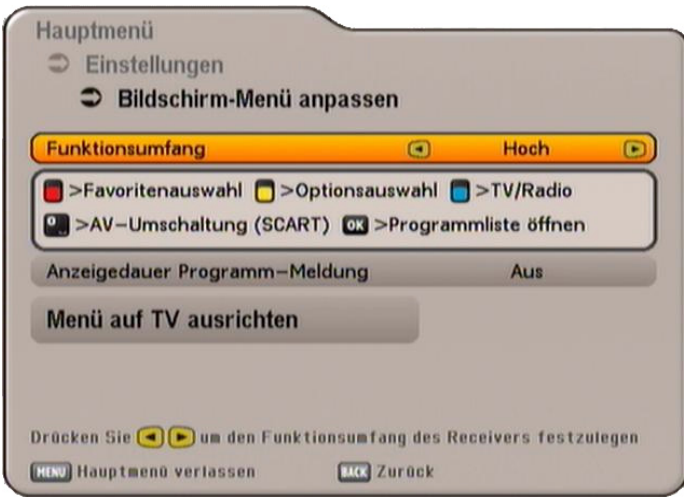 Hauptmenü
Einstellungen
Bildschirm-Menü anpassen
Funktionsumfang Hoch
>Favoritenauswahl >Optionsauswahl >TV/Radio
0 >AV-Umschaltung (SCART) OK >Programmliste öffnen
Anzeigedauer Programm-Meldung Aus
Menü auf TV ausrichten
Drücken Sie um den Funktionsumfang des Receivers festzulegen
MENU Hauptmenü verlassen BACK Zurück